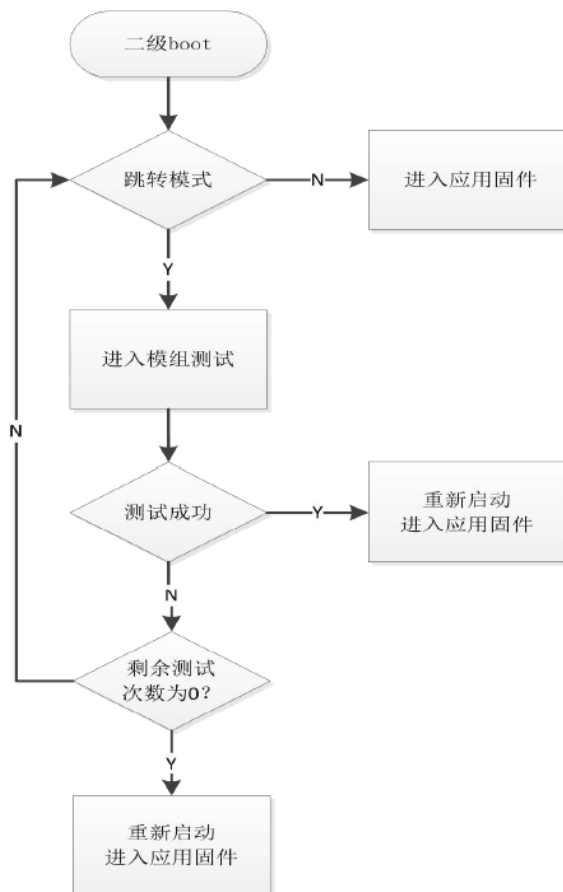 二级boot
跳转模式
N
进入应用固件
Y
进入模组测试
N
测试成功
Y
重新启动
进入应用固件
N
剩余测试
次数为0?
Y
重新启动
进入应用固件